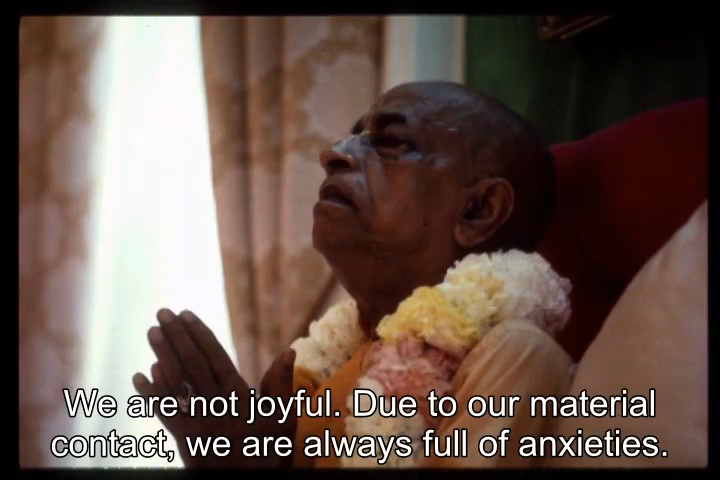 We are not joyful. Due to our material
contact, we are always full of anxieties.